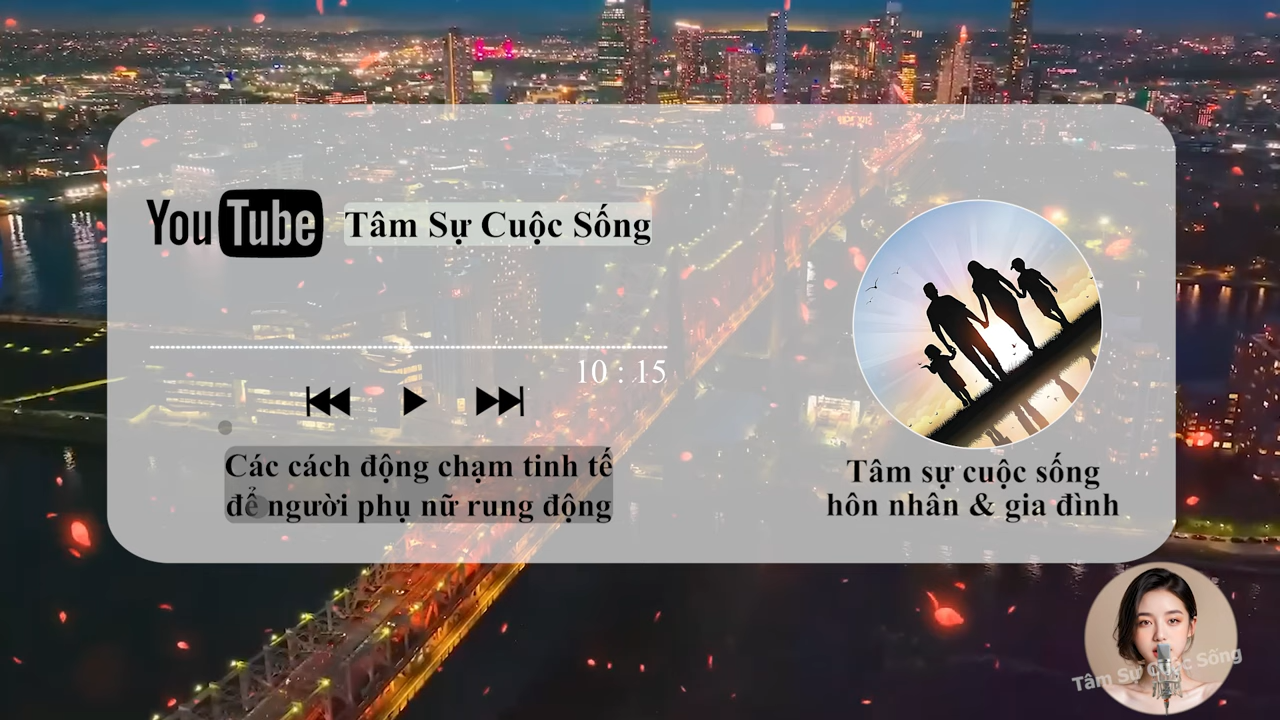 YouTube Tâm Sự Cuộc Sống
10 : 15
Các cách động chạm tinh tế
để người phụ nữ rung động
Tâm sự cuộc sống
hôn nhân & gia đình
Tâm Sự Cuộc Sống